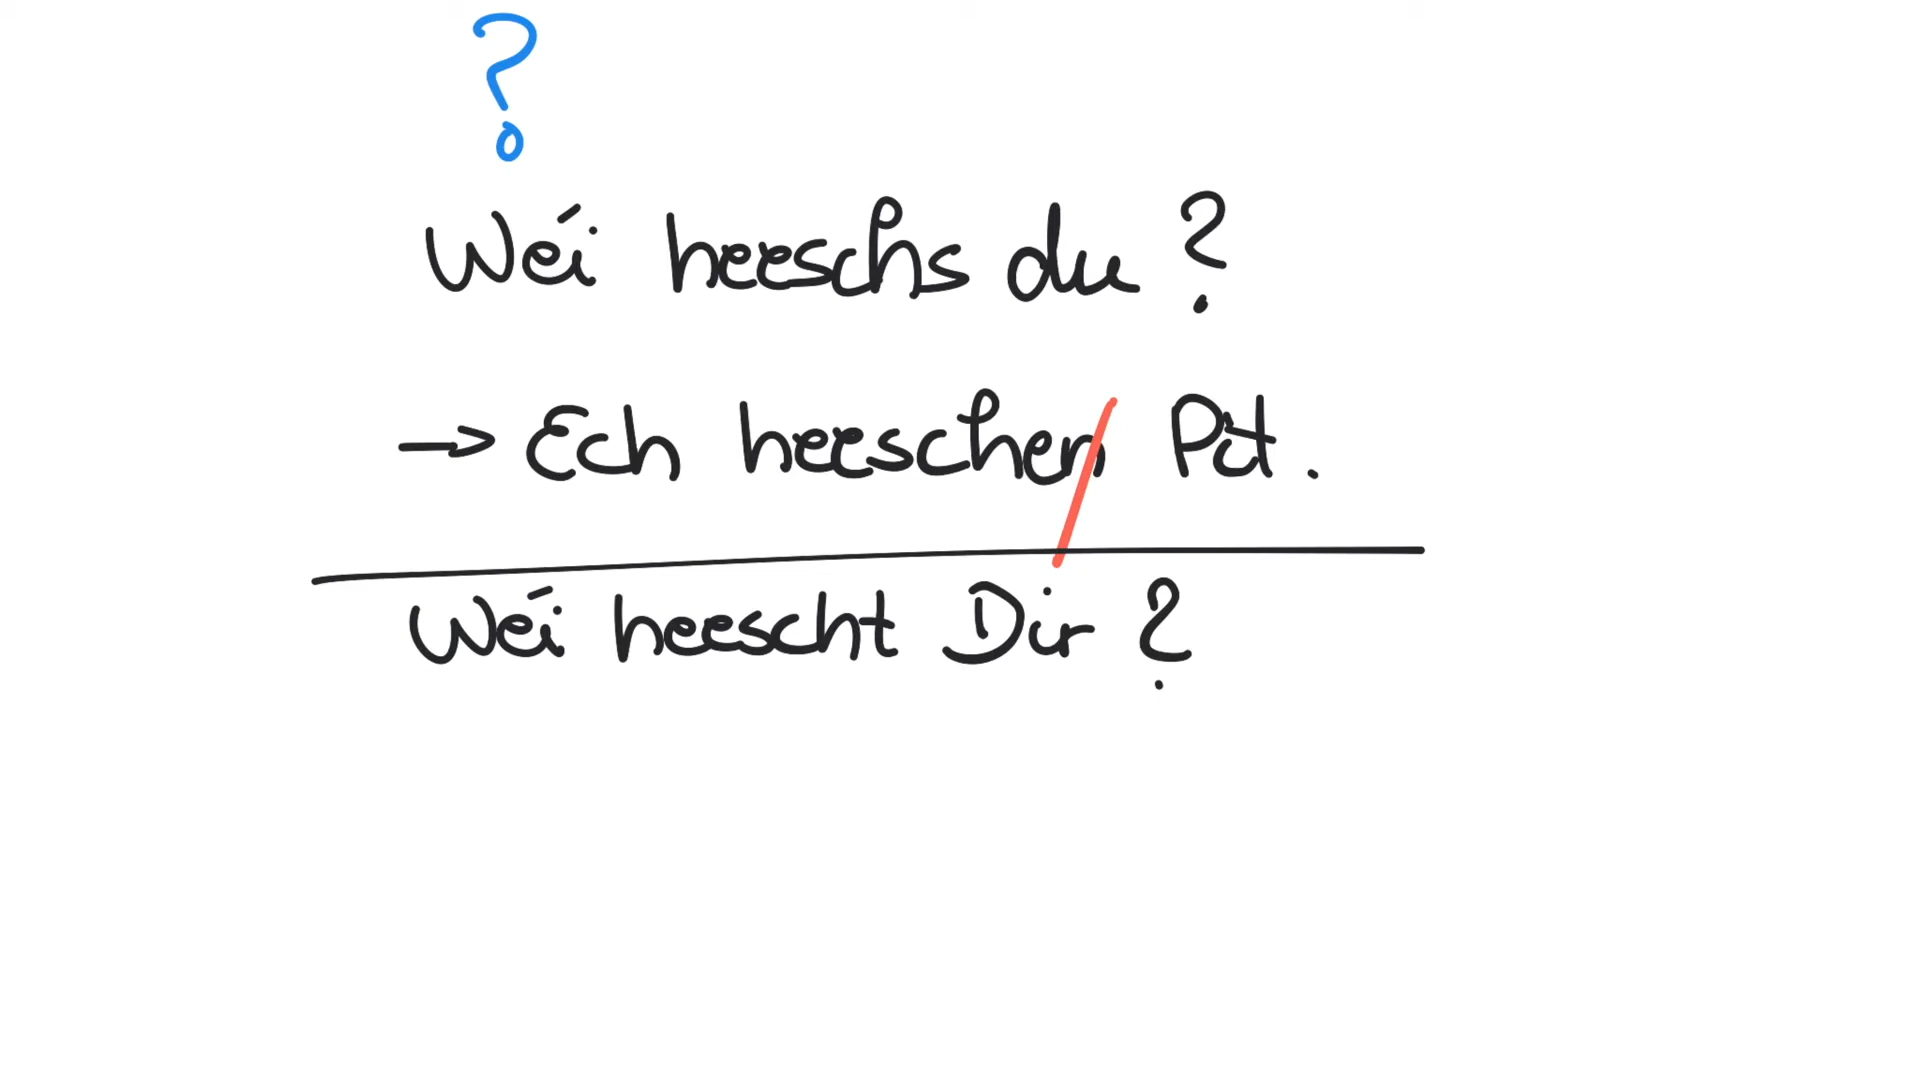 ?
Wéi heeschs du ?
→ Ech heeschen Pit .
Wéi heescht Dir ?